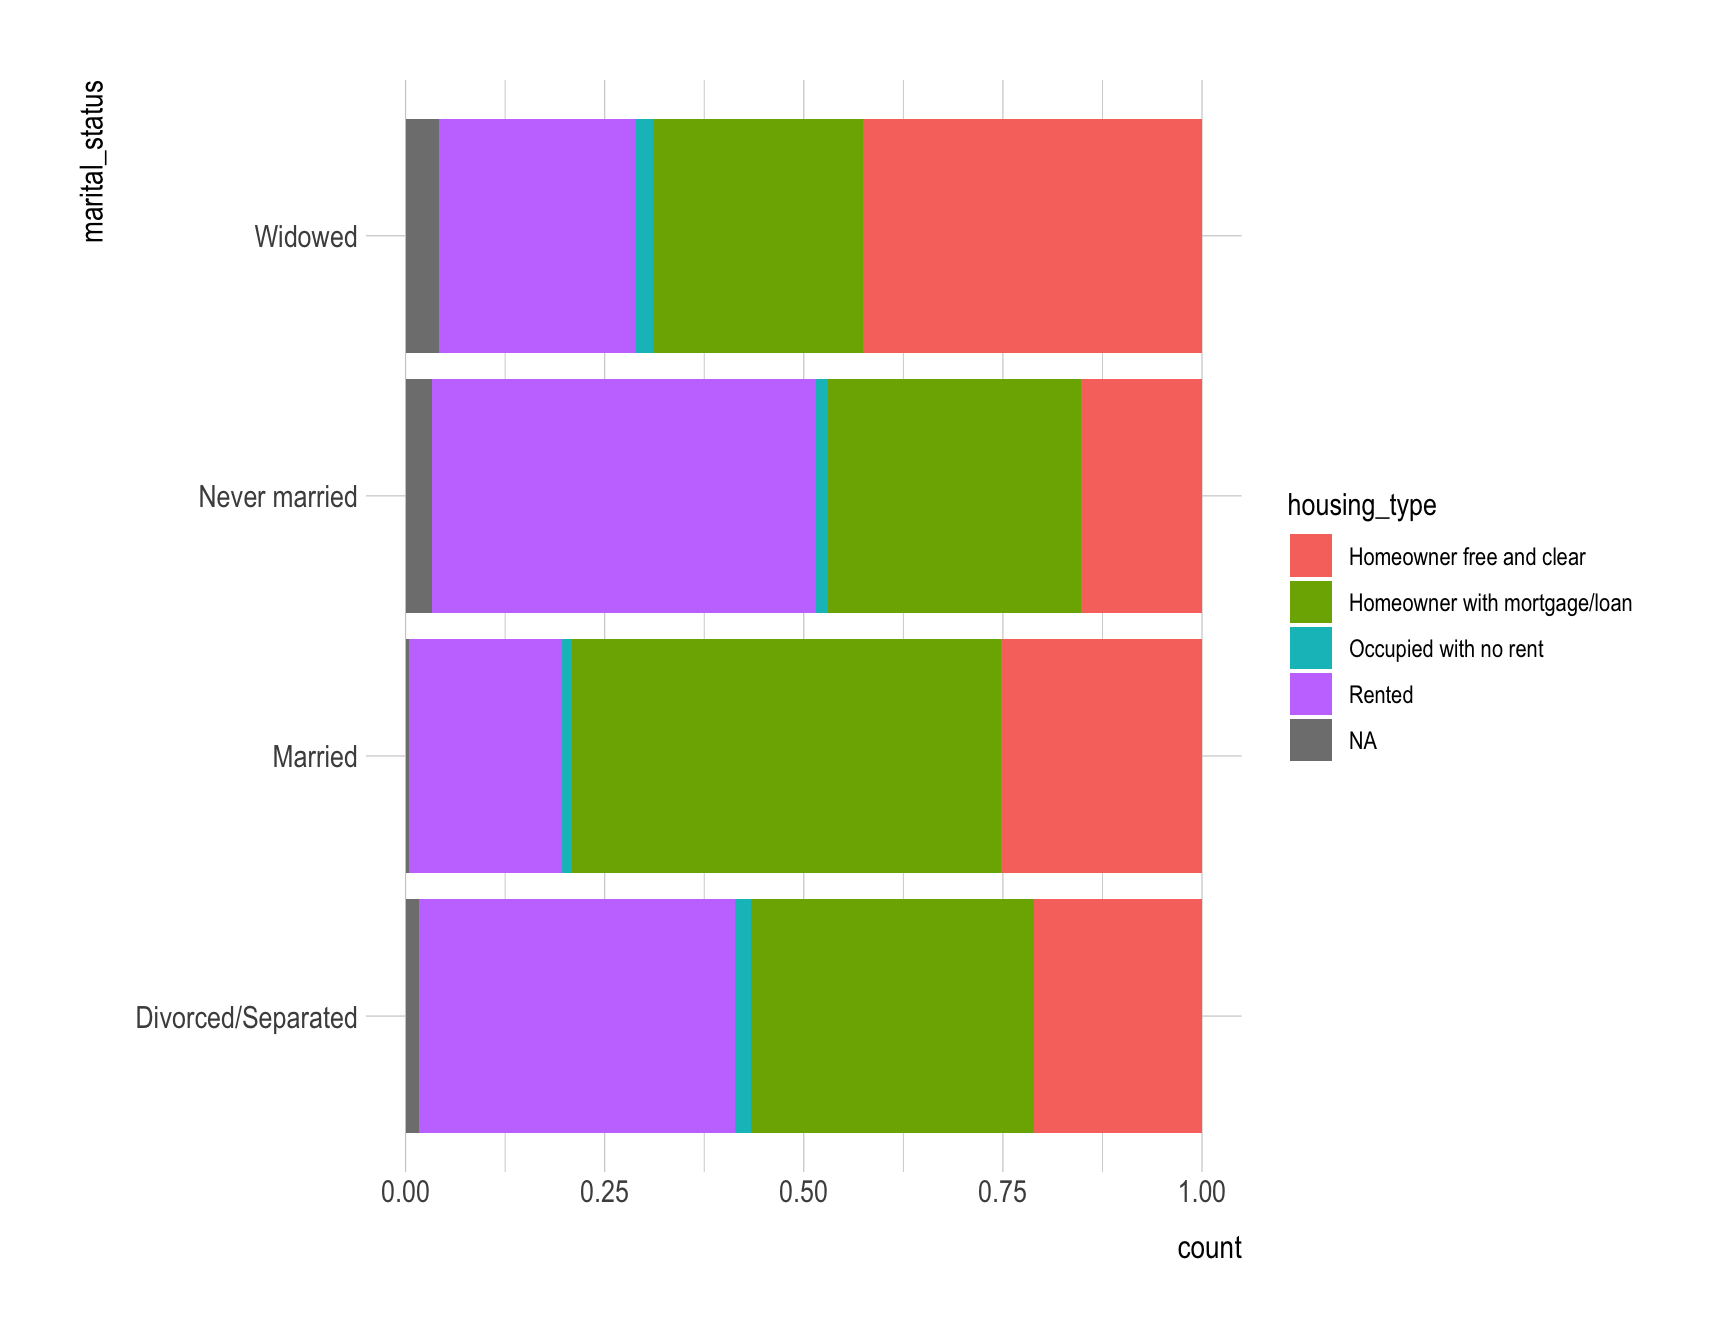 marital_status
Widowed
Never married
Married
Divorced/Separated
0.00 0.25 0.50 0.75 1.00
count
housing_type
Homeowner free and clear
Homeowner with mortgage/loan
Occupied with no rent
Rented
NA